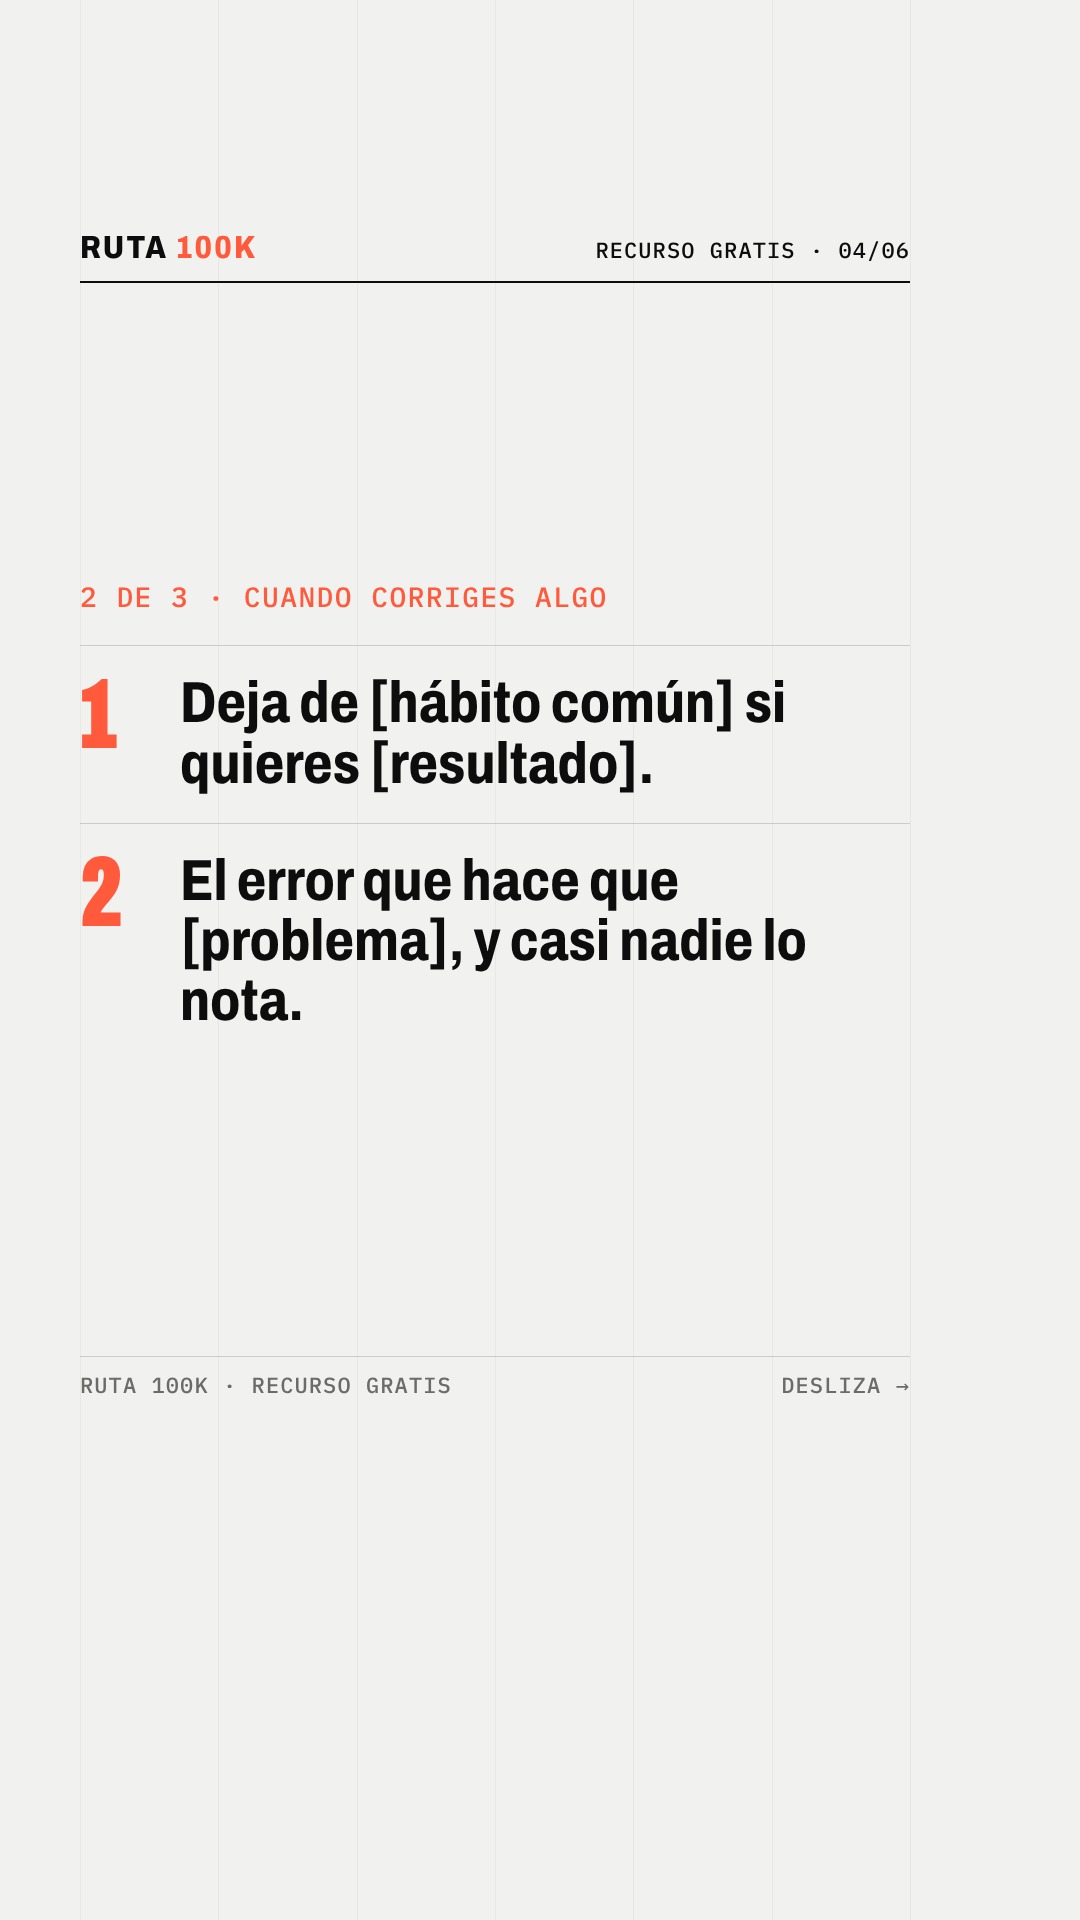 RUTA 100K
RECURSO GRATIS · 04/06
2 DE 3 · CUANDO CORRIGES ALGO
1
Deja de [hábito común] si
quieres [resultado].
2
El error que hace que
[problema], y casi nadie lo
nota.
RUTA 100K · RECURSO GRATIS
DESLIZA →